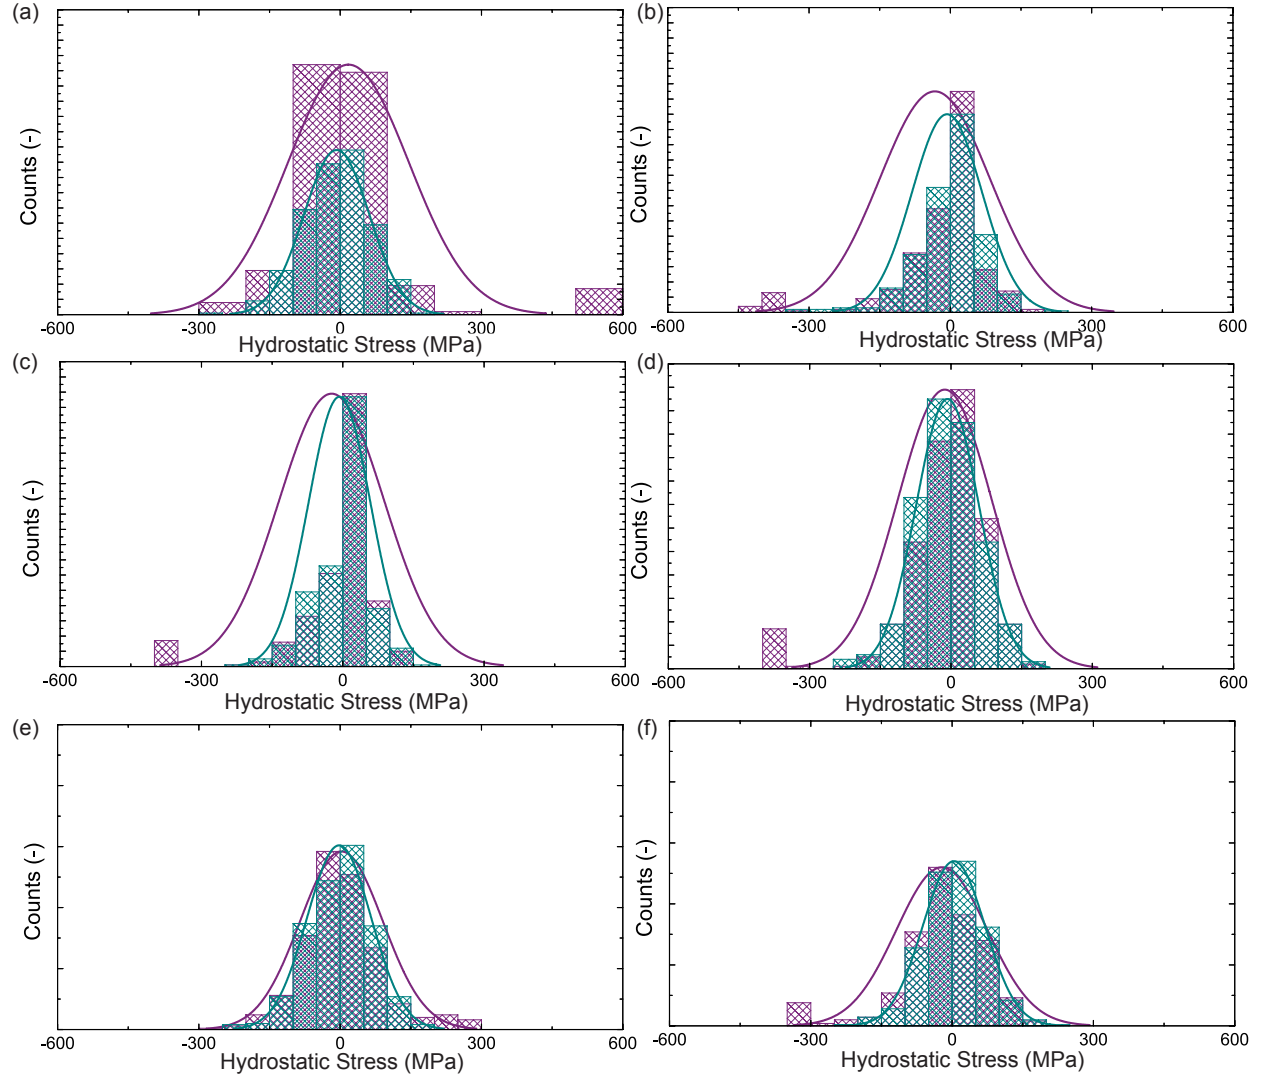 (a) (b)
Counts (-) Counts (-)
-600 -300 0 300 600 -600 -300 0 300 600
Hydrostatic Stress (MPa) Hydrostatic Stress (MPa)
(c) (d)
Counts (-) Counts (-)
-600 -300 0 300 600 -600 -300 0 300 600
Hydrostatic Stress (MPa) Hydrostatic Stress (MPa)
(e) (f)
Counts (-) Counts (-)
-600 -300 0 300 600 -600 -300 0 300 600
Hydrostatic Stress (MPa) Hydrostatic Stress (MPa)